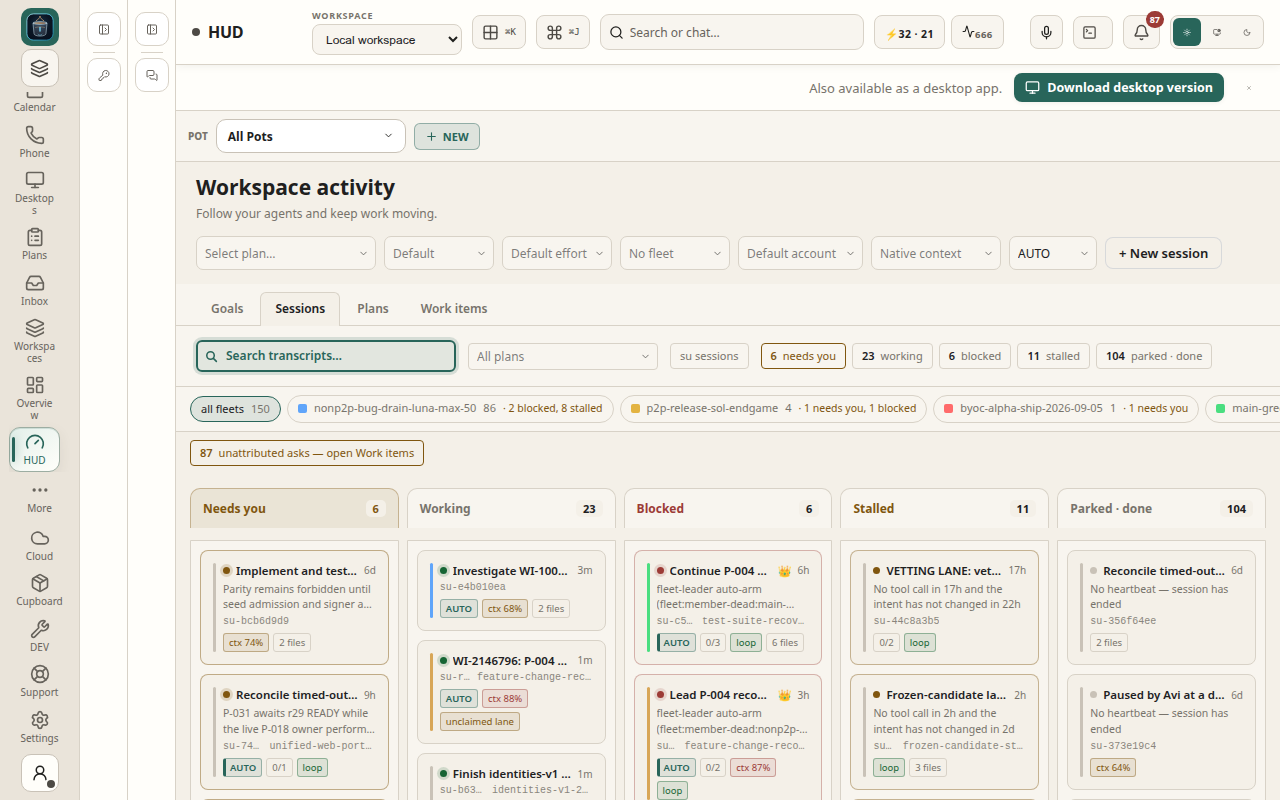 HUD
WORKSPACE
Local workspace
⌘K
⌘J
Search or chat...
⚡32 · 21
666
87
Also available as a desktop app.
Download desktop version
×
Calendar
Phone
Desktop
s
Plans
Inbox
Workspa
ces
Overvie
w
HUD
More
Cloud
Cupboard
DEV
Support
Settings
POT
All Pots
+ NEW
Workspace activity
Follow your agents and keep work moving.
Select plan...
Default
Default effort
No fleet
Default account
Native context
AUTO
+ New session
Goals
Sessions
Plans
Work items
Search transcripts...
All plans
su sessions
6 needs you
23 working
6 blocked
11 stalled
104 parked · done
all fleets 150
nonp2p-bug-drain-luna-max-50 86 · 2 blocked, 8 stalled
p2p-release-sol-endgame 4 · 1 needs you, 1 blocked
byoc-alpha-ship-2026-09-05 1 · 1 needs you
main-gre
87 unattributed asks — open Work items
Needs you 6
Implement and test... 6d
Parity remains forbidden until
seed admission and signer a...
su-bcb6d9d9
ctx 74%
2 files
Reconcile timed-out... 9h
P-031 awaits r29 READY while
the live P-018 owner perform...
su-74... unified-web-port...
AUTO
0/1
loop
Working 23
Investigate WI-100... 3m
su-e4b010ea
AUTO
ctx 68%
2 files
WI-2146796: P-004 ... 1m
su-r... feature-change-rec...
AUTO
ctx 88%
unclaimed lane
Finish identities-v1 ... 1m
su-b63... identities-v1-2...
Blocked 6
Continue P-004 ... 👑 6h
fleet-leader auto-arm
(fleet:member-dead:main-...
su-c5... test-suite-recov...
AUTO
0/3
loop
6 files
Lead P-004 reco... 👑 3h
fleet-leader auto-arm
(fleet:member-dead:nonp2p-...
su... feature-change-reco...
AUTO
0/2
ctx 87%
loop
Stalled 11
VETTING LANE: vet... 17h
No tool call in 17h and the
intent has not changed in 22h
su-44c8a3b5
0/2
loop
Frozen-candidate la... 2h
No tool call in 2h and the
intent has not changed in 2d
su... frozen-candidate-st...
loop
3 files
Parked · done 104
Reconcile timed-out... 6d
No heartbeat — session has
ended
su-356f64ee
2 files
Paused by Avi at a d... 6d
No heartbeat — session has
ended
su-373e19c4
ctx 64%